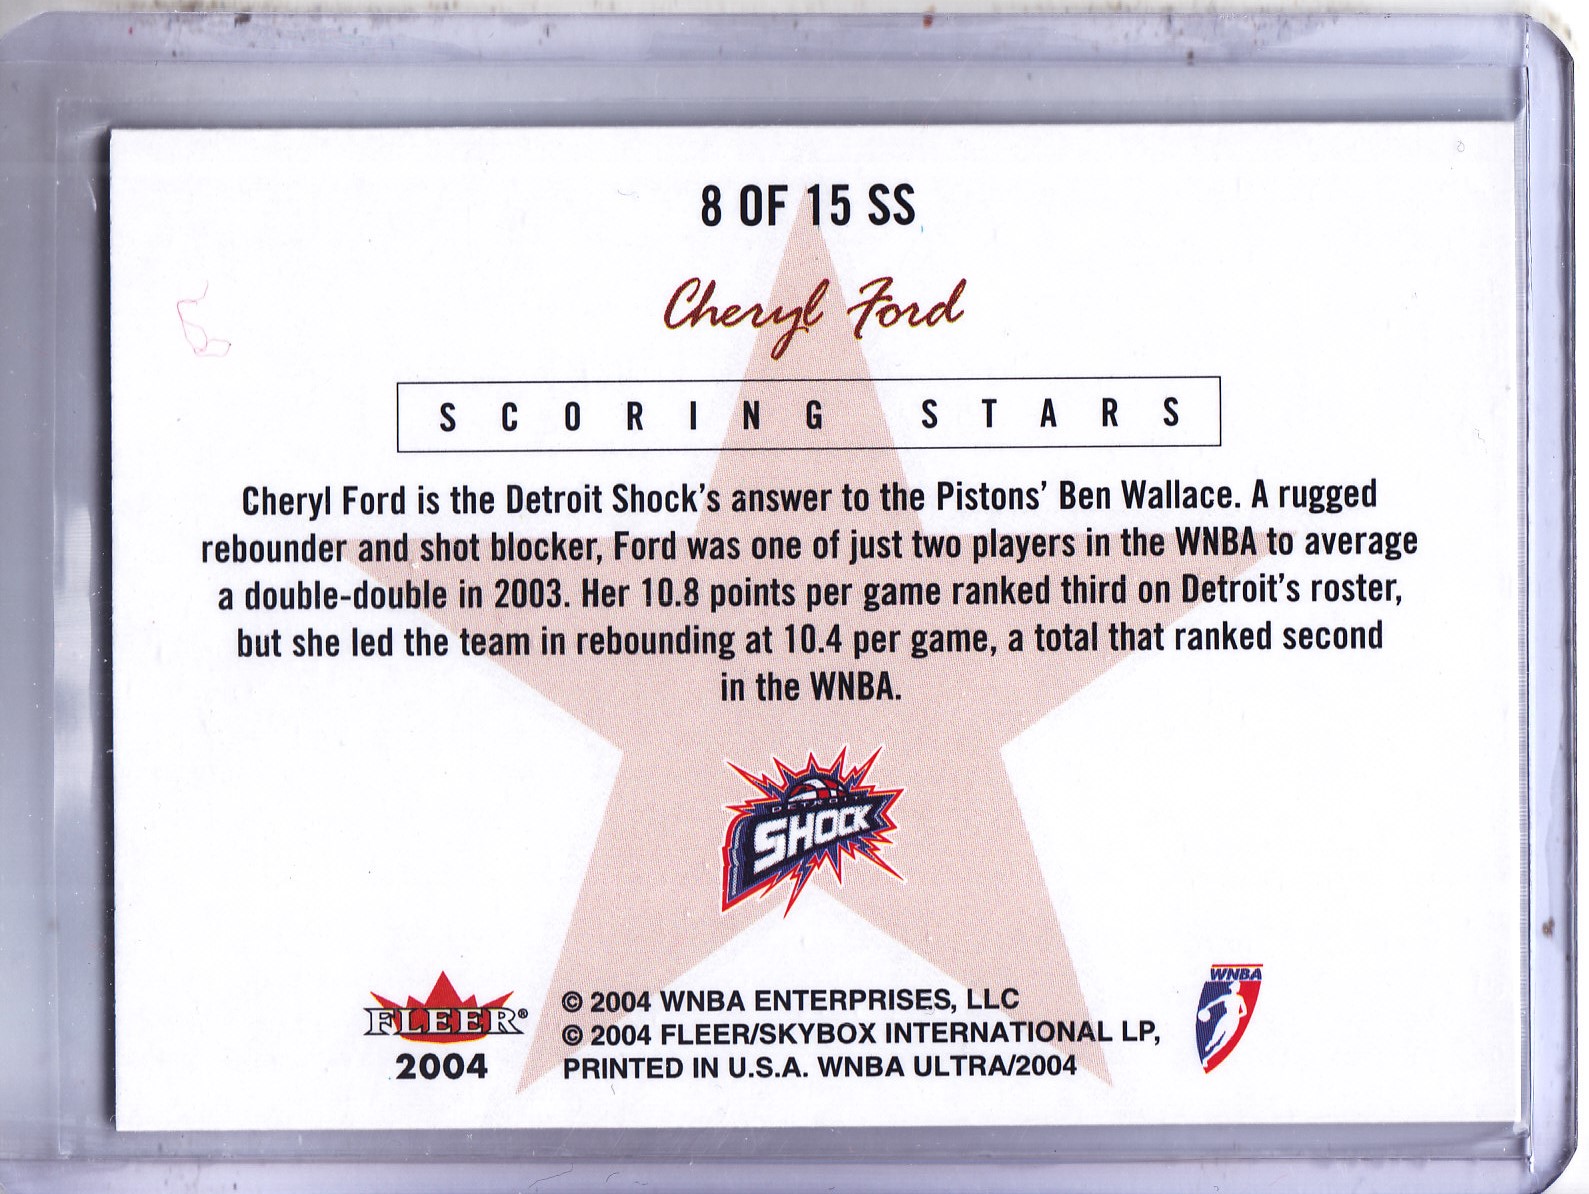 8 OF 15 SS
Cheryl Ford
SCORING STARS
Cheryl Ford is the Detroit Shock's answer to the Pistons' Ben Wallace. A rugged
rebounder and shot blocker, Ford was one of just two players in the WNBA to average
a double-double in 2003. Her 10.8 points per game ranked third on Detroit's roster,
but she led the team in rebounding at 10.4 per game, a total that ranked second
in the WNBA.
DETROIT
SHOCK
FLEER®
2004
© 2004 WNBA ENTERPRISES, LLC
© 2004 FLEER/SKYBOX INTERNATIONAL LP,
PRINTED IN U.S.A. WNBA ULTRA/2004
WNBA